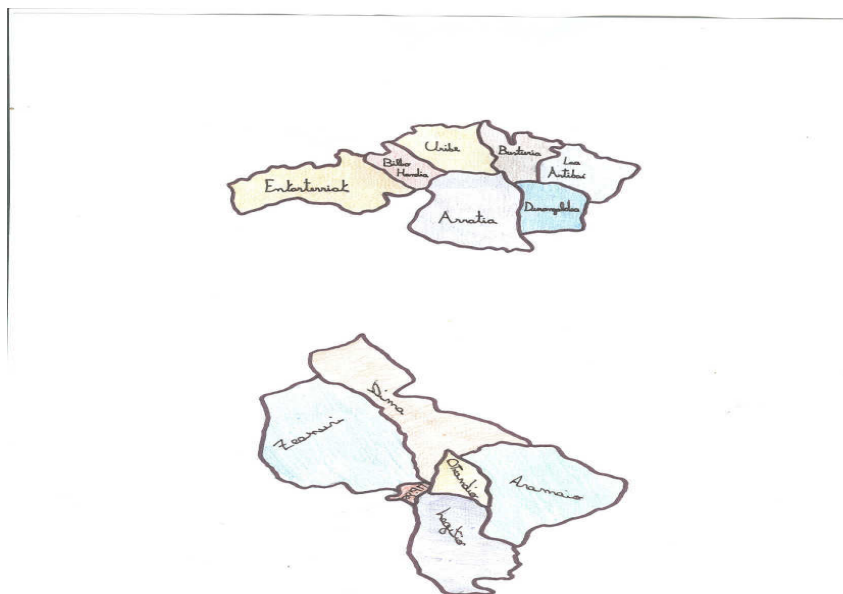 Uribe
Busturia
Lea
Artibai
Bilbo
Handia
Enkarterriak
Arratia
Durangaldea
Dima
Zeanuri
Otxandio
Aramaio
Legutio